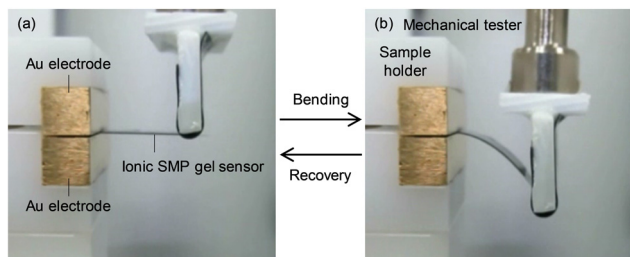 (a)
Au electrode
Ionic SMP gel sensor
Au electrode
Bending
Recovery
(b) Mechanical tester
Sample
holder